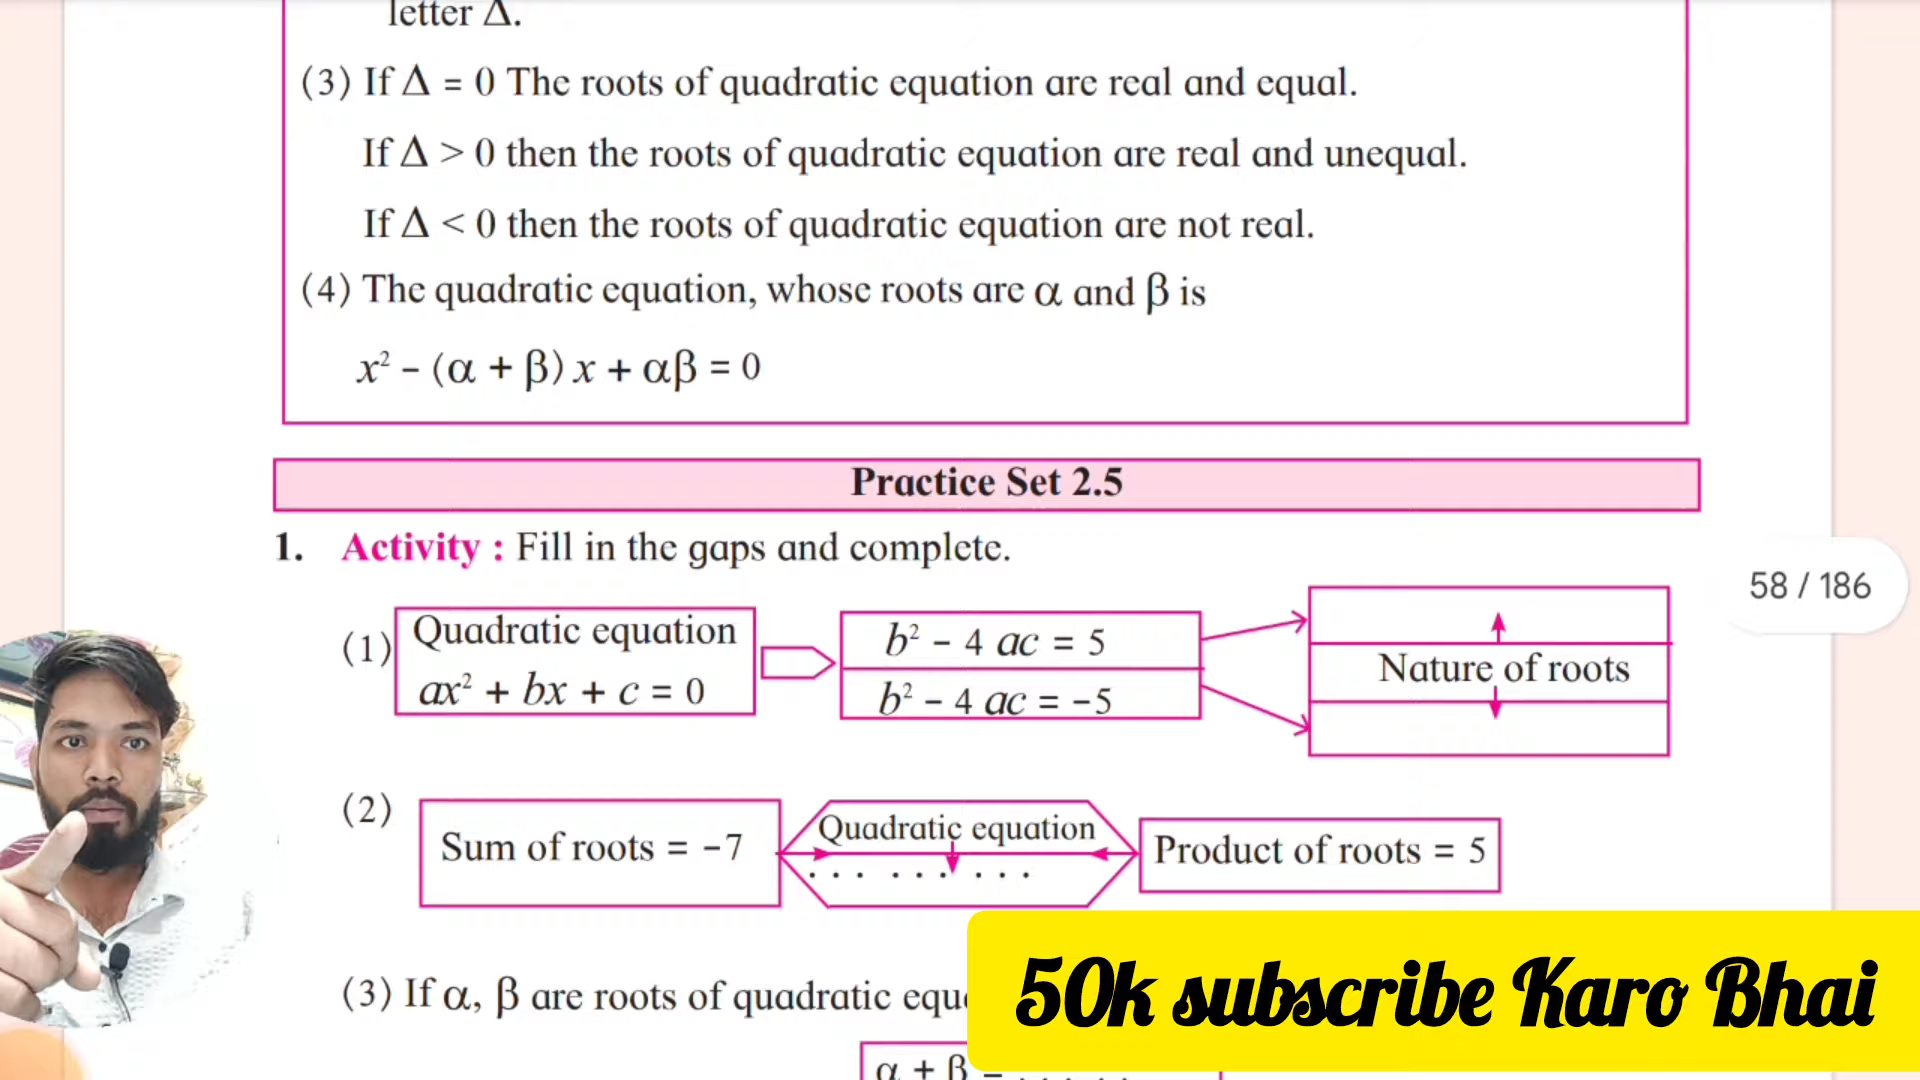 letter Δ.
(3) If Δ = 0 The roots of quadratic equation are real and equal.
If Δ > 0 then the roots of quadratic equation are real and unequal.
If Δ < 0 then the roots of quadratic equation are not real.
(4) The quadratic equation, whose roots are α and β is
x² - (α + β) x + αβ = 0
Practice Set 2.5
1. Activity : Fill in the gaps and complete.
(1) Quadratic equation
ax² + bx + c = 0
b² - 4 ac = 5
b² - 4 ac = -5
Nature of roots
58 / 186
(2)
Sum of roots = -7
Quadratic equation
. . . . . . . . .
Product of roots = 5
(3) If α, β are roots of quadratic
50k subscribe Karo Bhai
α + β = . . . . . .